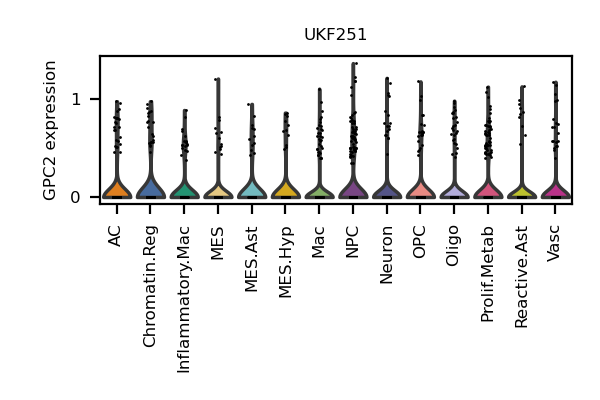 UKF251
GPC2 expression
1
0
AC
Chromatin.Reg
Inflammatory.Mac
MES
MES.Ast
MES.Hyp
Mac
NPC
Neuron
OPC
Oligo
Prolif.Metab
Reactive.Ast
Vasc